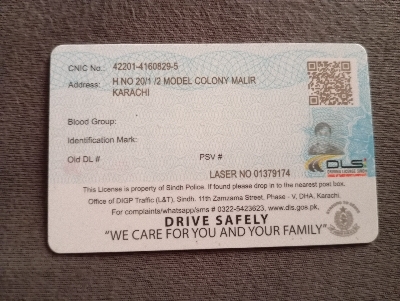 CNIC No.: 42201-4160829-5
Address: H NO 20/1 /2 MODEL COLONY MALIR
KARACHI
Blood Group:
Identification Mark:
Old DL # PSV #
DLS
LASER NO 01379174
This License is property of Sindh Police. If found please drop in to the nearest post box.
Office of DIGP Traffic (L&T), Sindh. 11th Zamzama Street, Phase - V, DHA, Karachi.
For complaints/whatsapp/sms # 0322-5423623, www.dls.gos.pk.
DRIVE SAFELY
"WE CARE FOR YOU AND YOUR FAMILY"